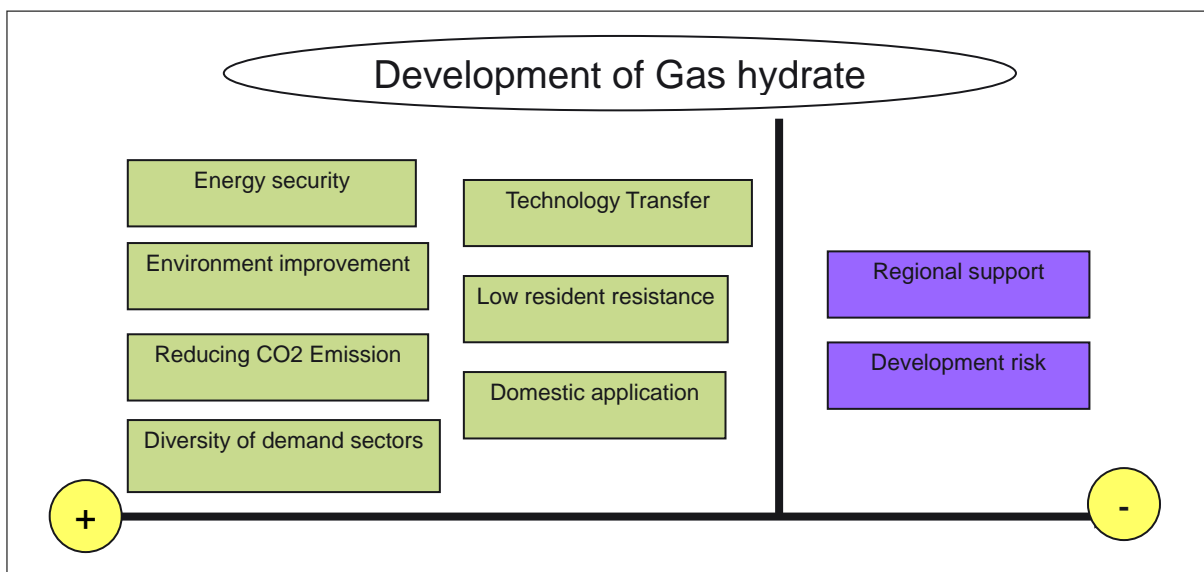 Development of Gas hydrate
Energy security
Environment improvement
Reducing CO2 Emission
Diversity of demand sectors
Technology Transfer
Low resident resistance
Domestic application
Regional support
Development risk
+
-